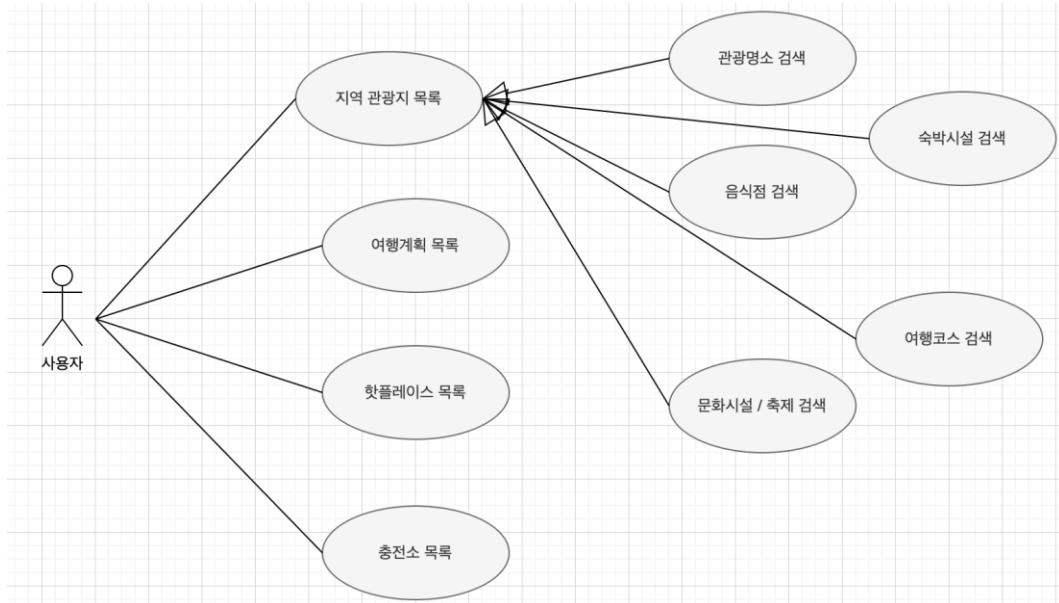 관광명소 검색
지역 관광지 목록
숙박시설 검색
음식점 검색
여행계획 목록
여행코스 검색
사용자
핫플레이스 목록
문화시설 / 축제 검색
충전소 목록